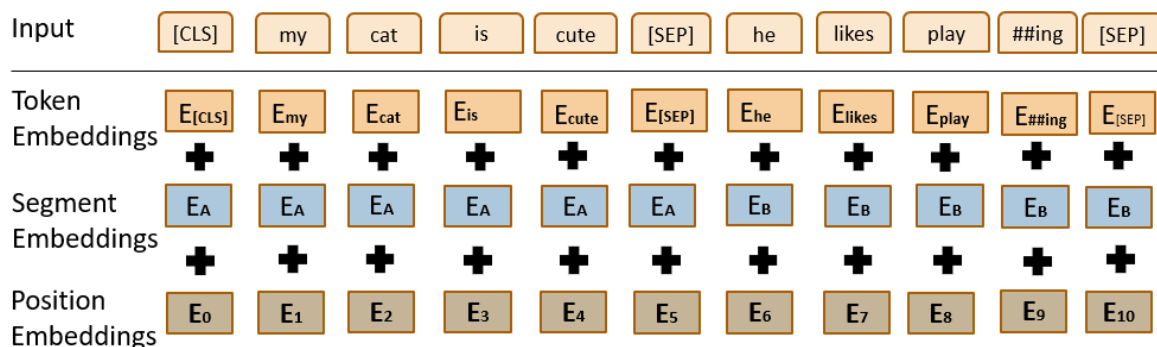 Input [CLS] my cat is cute [SEP] he likes play ##ing [SEP]
Token
Embeddings
E[CLS] Emy Ecat Eis Ecute E[SEP] Ehe Elikes Eplay E##ing E[SEP]
Segment
Embeddings
EA EA EA EA EA EA EB EB EB EB EB
Position
Embeddings
E0 E1 E2 E3 E4 E5 E6 E7 E8 E9 E10